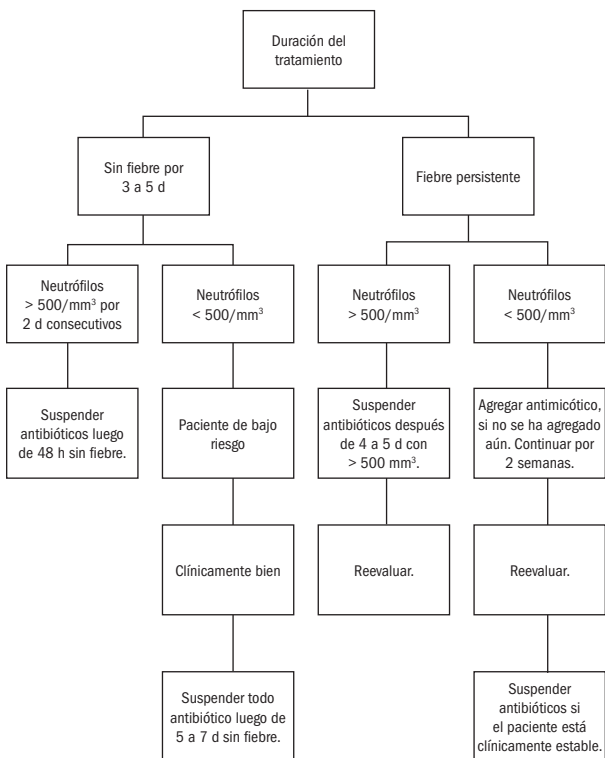 Duración del
tratamiento
Sin fiebre por
3 a 5 d
Fiebre persistente
Neutrófilos
> 500/mm³ por
2 d consecutivos
Neutrófilos
< 500/mm³
Neutrófilos
> 500/mm³
Neutrófilos
< 500/mm³
Suspender
antibióticos luego
de 48 h sin fiebre.
Paciente de bajo
riesgo
Suspender
antibióticos después
de 4 a 5 d con
> 500 mm³.
Agregar antimicótico,
si no se ha agregado
aún. Continuar por
2 semanas.
Clínicamente bien
Reevaluar.
Reevaluar.
Suspender todo
antibiótico luego de
5 a 7 d sin fiebre.
Suspender
antibióticos si
el paciente está
clínicamente estable.